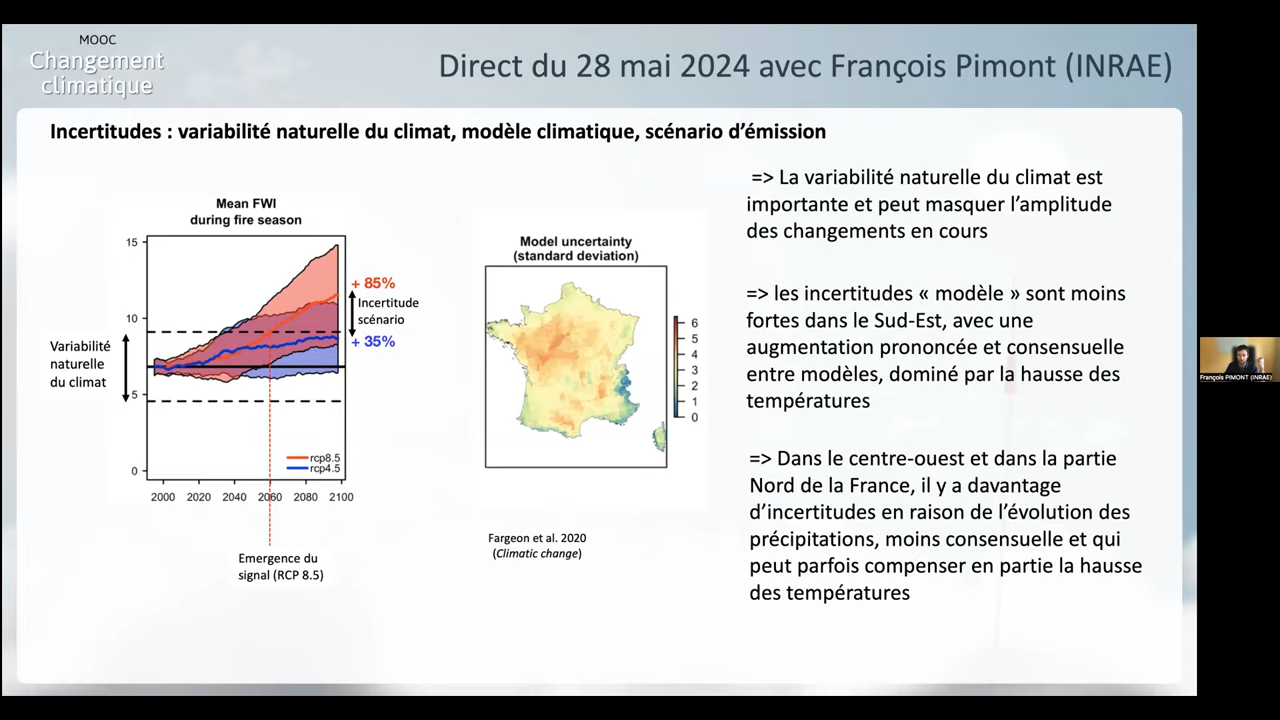 MOOC
Changement
climatique
Direct du 28 mai 2024 avec François Pimont (INRAE)
Incertitudes : variabilité naturelle du climat, modèle climatique, scénario d’émission
Mean FWI
during fire season
15
10
5
0
2000 2020 2040 2060 2080 2100
Variabilité
naturelle
du climat
+ 85%
Incertitude
scénario
+ 35%
rcp8.5
rcp4.5
Emergence du
signal (RCP 8.5)
Model uncertainty
(standard deviation)
6
5
4
3
2
1
0
Fargeon et al. 2020
(Climatic change)
=> La variabilité naturelle du climat est
importante et peut masquer l’amplitude
des changements en cours
=> les incertitudes « modèle » sont moins
fortes dans le Sud-Est, avec une
augmentation prononcée et consensuelle
entre modèles, dominé par la hausse des
températures
=> Dans le centre-ouest et dans la partie
Nord de la France, il y a davantage
d’incertitudes en raison de l’évolution des
précipitations, moins consensuelle et qui
peut parfois compenser en partie la hausse
des températures
François PIMONT (INRAE)